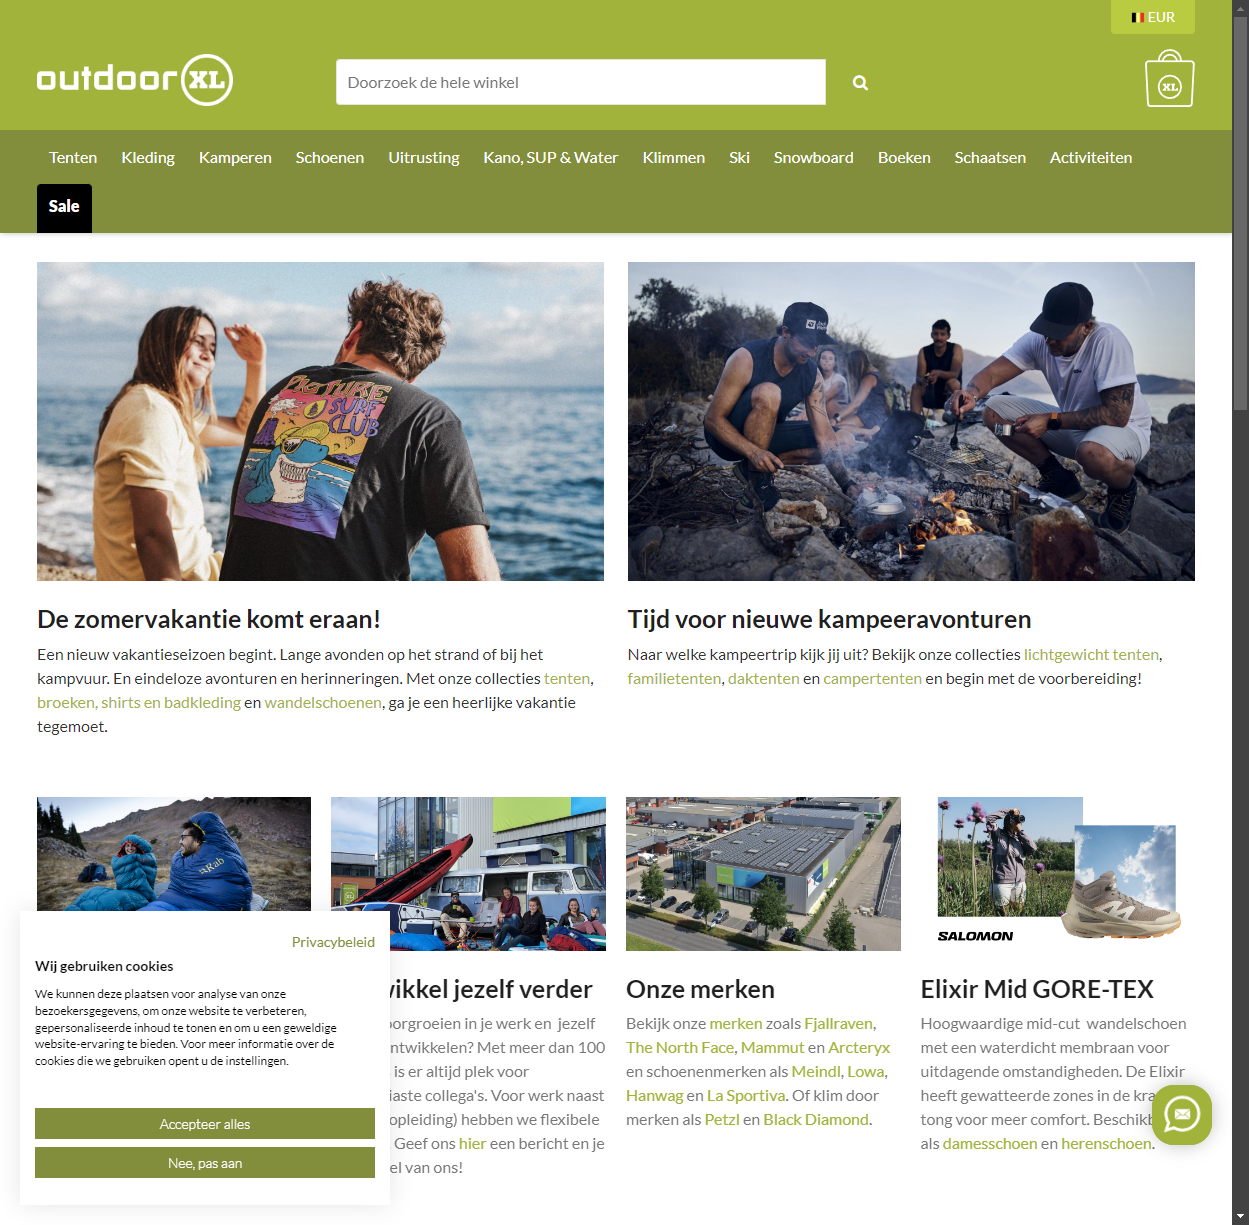 EUR
outdoor XL
Doorzoek de hele winkel
XL
Tenten Kleding Kamperen Schoenen Uitrusting Kano, SUP & Water Klimmen Ski Snowboard Boeken Schaatsen Activiteiten
Sale
PICTURE
SURF
CLUB
De zomervakantie komt eraan!
Een nieuw vakantieseizoen begint. Lange avonden op het strand of bij het
kampvuur. En eindeloze avonturen en herinneringen. Met onze collecties tenten,
broeken, shirts en badkleding en wandelschoenen, ga je een heerlijke vakantie
tegemoet.
Tijd voor nieuwe kampeeravonturen
Naar welke kampeertrip kijk jij uit? Bekijk onze collecties lichtgewicht tenten,
familietenten, daktenten en campertenten en begin met de voorbereiding!
Rab
SALOMON
Privacybeleid
Wij gebruiken cookies
We kunnen deze plaatsen voor analyse van onze
bezoekersgegevens, om onze website te verbeteren,
gepersonaliseerde inhoud te tonen en om u een geweldige
website-ervaring te bieden. Voor meer informatie over de
cookies die we gebruiken opent u de instellingen.
Accepteer alles
Nee, pas aan
ikkel jezelf verder
orgroeien in je werk en jezelf
ntwikkelen? Met meer dan 100
is er altijd plek voor
iaste collega's. Voor werk naast
opleiding) hebben we flexibele
Geef ons hier een bericht en je
el van ons!
Onze merken
Bekijk onze merken zoals Fjallraven,
The North Face, Mammut en Arcteryx
en schoenenmerken als Meindl, Lowa,
Hanwag en La Sportiva. Of klim door
merken als Petzl en Black Diamond.
Elixir Mid GORE-TEX
Hoogwaardige mid-cut wandelschoen
met een waterdicht membraan voor
uitdagende omstandigheden. De Elixir
heeft gewatteerde zones in de kra
tong voor meer comfort. Beschikb
als damesschoen en herenschoen.